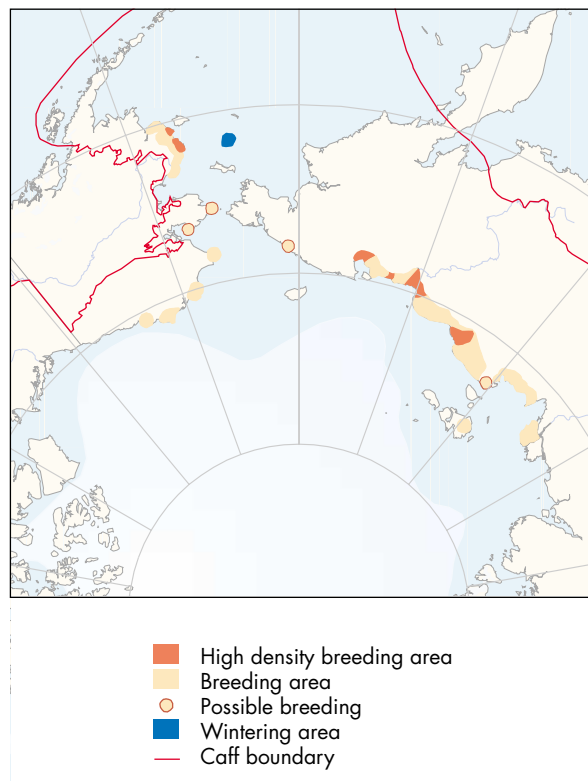 High density breeding area
Breeding area
Possible breeding
Wintering area
Caff boundary